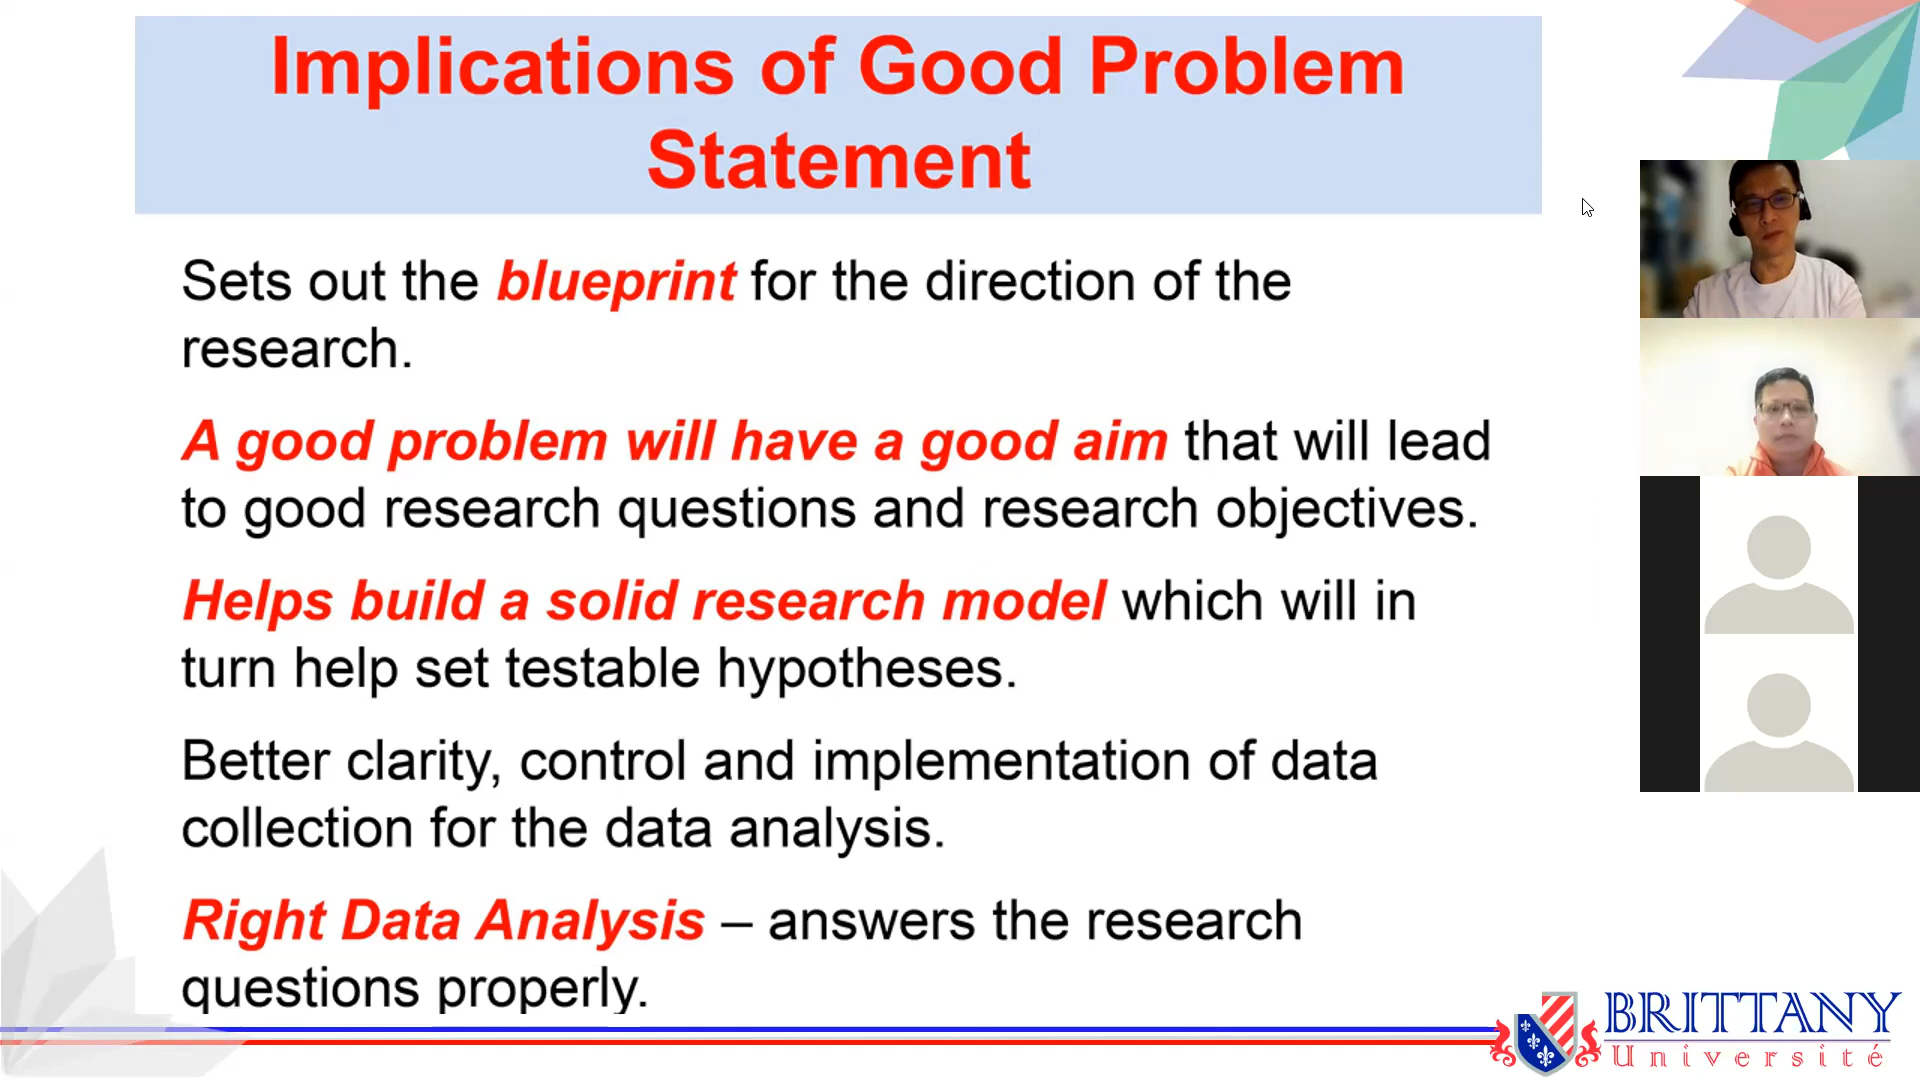 Implications of Good Problem
Statement
Sets out the blueprint for the direction of the
research.
A good problem will have a good aim that will lead
to good research questions and research objectives.
Helps build a solid research model which will in
turn help set testable hypotheses.
Better clarity, control and implementation of data
collection for the data analysis.
Right Data Analysis – answers the research
questions properly.
BRITTANY
Université